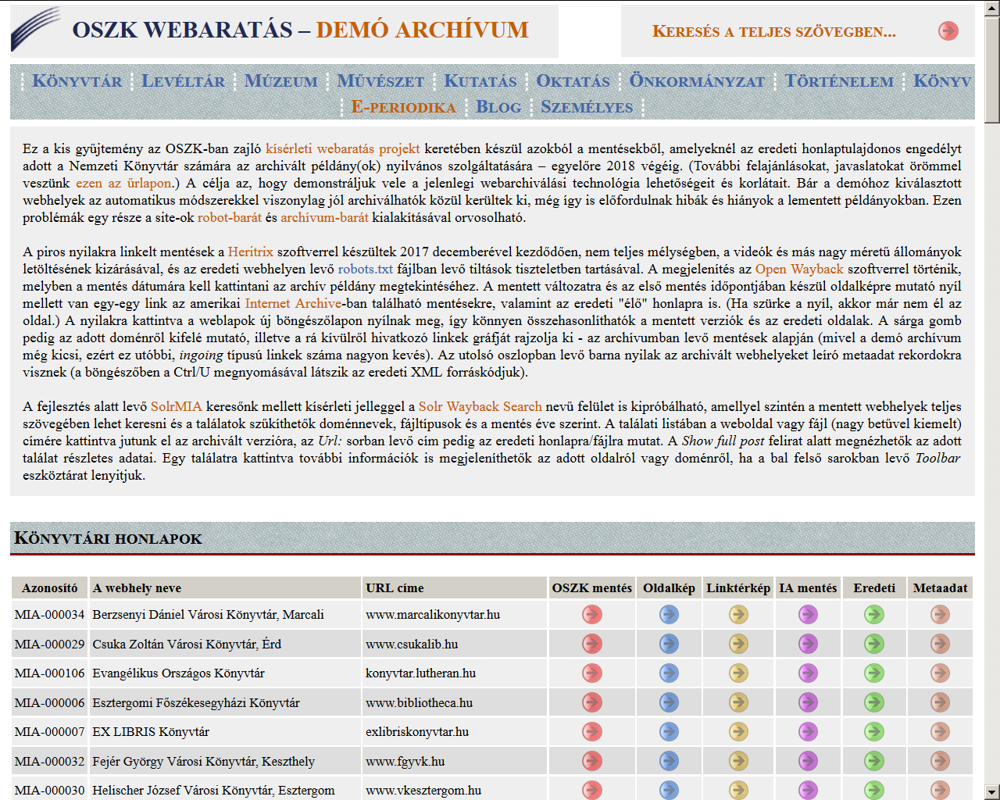 OSZK WEBARATÁS – DEMÓ ARCHÍVUM
KERESÉS A TELJES SZÖVEGBEN...
KÖNYVTÁR LEVÉLTÁR MÚZEUM MŰVÉSZET KUTATÁS OKTATÁS ÖNKORMÁNYZAT TÖRTÉNELEM KÖNYV
E-PERIODIKA BLOG SZEMÉLYES
Ez a kis gyűjtemény az OSZK-ban zajló kísérleti webaratás projekt keretében készül azokból a mentésekből, amelyeknél az eredeti honlaptulajdonos engedélyt
adott a Nemzeti Könyvtár számára az archivált példány(ok) nyilvános szolgáltatására – egyelőre 2018 végéig. (További felajánlásokat, javaslatokat örömmel
veszünk ezen az űrlapon.) A célja az, hogy demonstráljuk vele a jelenlegi webarchiválási technológia lehetőségeit és korlátait. Bár a demóhoz kiválasztott
webhelyek az automatikus módszerekkel viszonylag jól archiválhatók közül kerültek ki, még így is előfordulnak hibák és hiányok a lementett példányokban. Ezen
problémák egy része a site-ok robot-barát és archívum-barát kialakításával orvosolható.
A piros nyilakra linkelt mentések a Heritrix szoftverrel készültek 2017 decemberével kezdődően, nem teljes mélységben, a videók és más nagy méretű állományok
letöltésének kizárásával, és az eredeti webhelyen levő robots.txt fájlban levő tiltások tiszteletben tartásával. A megjelenítés az Open Wayback szoftverrel történik,
melyben a mentés dátumára kell kattintani az archív példány megtekintéséhez. A mentett változatra és az első mentés időpontjában készül oldalképre mutató nyíl
mellett van egy-egy link az amerikai Internet Archive-ban található mentésekre, valamint az eredeti "élő" honlapra is. (Ha szürke a nyíl, akkor már nem él az
oldal.) A nyilakra kattintva a weblapok új böngészőlapon nyílnak meg, így könnyen összehasonlíthatók a mentett verziók és az eredeti oldalak. A sárga gomb
pedig az adott doménről kifelé mutató, illetve a rá kívülről hivatkozó linkek gráfját rajzolja ki - az archívumban levő mentések alapján (mivel a demó archívum
még kicsi, ezért ez utóbbi, ingoing típusú linkek száma nagyon kevés). Az utolsó oszlopban levő barna nyilak az archivált webhelyeket leíró metaadat rekordokra
visznek (a böngészőben a Ctrl/U megnyomásával látszik az eredeti XML forráskódjuk).
A fejlesztés alatt levő SolrMIA keresőnk mellett kísérleti jelleggel a Solr Wayback Search nevű felület is kipróbálható, amellyel szintén a mentett webhelyek teljes
szövegében lehet keresni és a találatok szűkíthetők doménnevek, fájltípusok és a mentés éve szerint. A találati listában a weboldal vagy fájl (nagy betűvel kiemelt)
címére kattintva jutunk el az archivált verzióra, az Url: sorban levő cím pedig az eredeti honlapra/fájlra mutat. A Show full post felirat alatt megnézhetők az adott
találat részletes adatai. Egy találatra kattintva további információk is megjeleníthetők az adott oldalról vagy doménről, ha a bal felső sarokban levő Toolbar
eszköztárat lenyitjuk.
KÖNYVTÁRI HONLAPOK
Azonosító A webhely neve URL címe OSZK mentés Oldalkép Linktérkép IA mentés Eredeti Metaadat
MIA-000034 Berzsenyi Dániel Városi Könyvtár, Marcali www.marcalikonyvtar.hu
MIA-000029 Csuka Zoltán Városi Könyvtár, Érd www.csukalib.hu
MIA-000106 Evangélikus Országos Könyvtár konyvtar.lutheran.hu
MIA-000006 Esztergomi Főszékesegyházi Könyvtár www.bibliotheca.hu
MIA-000007 EX LIBRIS Könyvtár exlibriskonyvtar.hu
MIA-000032 Fejér György Városi Könyvtár, Keszthely www.fgyvk.hu
MIA-000030 Helischer József Városi Könyvtár, Esztergom www.vkesztergom.hu